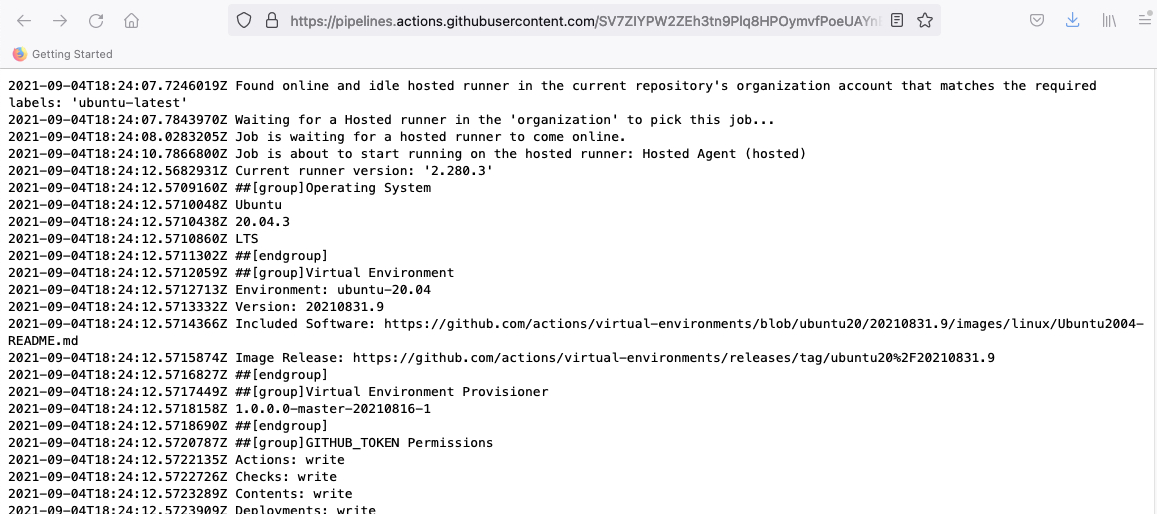 https://pipelines.actions.githubusercontent.com/SV7ZIYPW2ZEh3tn9Plq8HPOymvfPoeUAYn
Getting Started
2021-09-04T18:24:07.7246019Z Found online and idle hosted runner in the current repository's organization account that matches the required
labels: 'ubuntu-latest'
2021-09-04T18:24:07.7843970Z Waiting for a Hosted runner in the 'organization' to pick this job...
2021-09-04T18:24:08.0283205Z Job is waiting for a hosted runner to come online.
2021-09-04T18:24:10.7866800Z Job is about to start running on the hosted runner: Hosted Agent (hosted)
2021-09-04T18:24:12.5682931Z Current runner version: '2.280.3'
2021-09-04T18:24:12.5709160Z ##[group]Operating System
2021-09-04T18:24:12.5710048Z Ubuntu
2021-09-04T18:24:12.5710438Z 20.04.3
2021-09-04T18:24:12.5710860Z LTS
2021-09-04T18:24:12.5711302Z ##[endgroup]
2021-09-04T18:24:12.5712059Z ##[group]Virtual Environment
2021-09-04T18:24:12.5712713Z Environment: ubuntu-20.04
2021-09-04T18:24:12.5713332Z Version: 20210831.9
2021-09-04T18:24:12.5714366Z Included Software: https://github.com/actions/virtual-environments/blob/ubuntu20/20210831.9/images/linux/Ubuntu2004-
README.md
2021-09-04T18:24:12.5715874Z Image Release: https://github.com/actions/virtual-environments/releases/tag/ubuntu20%2F20210831.9
2021-09-04T18:24:12.5716827Z ##[endgroup]
2021-09-04T18:24:12.5717449Z ##[group]Virtual Environment Provisioner
2021-09-04T18:24:12.5718158Z 1.0.0.0-master-20210816-1
2021-09-04T18:24:12.5718690Z ##[endgroup]
2021-09-04T18:24:12.5720787Z ##[group]GITHUB_TOKEN Permissions
2021-09-04T18:24:12.5722135Z Actions: write
2021-09-04T18:24:12.5722726Z Checks: write
2021-09-04T18:24:12.5723289Z Contents: write
2021-09-04T18:24:12.5723909Z Deployments: write